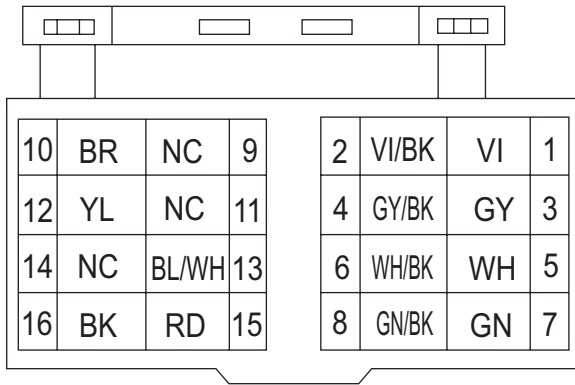 10 BR NC 9 2 VI/BK VI 1
12 YL NC 11 4 GY/BK GY 3
14 NC BL/WH 13 6 WH/BK WH 5
16 BK RD 15 8 GN/BK GN 7